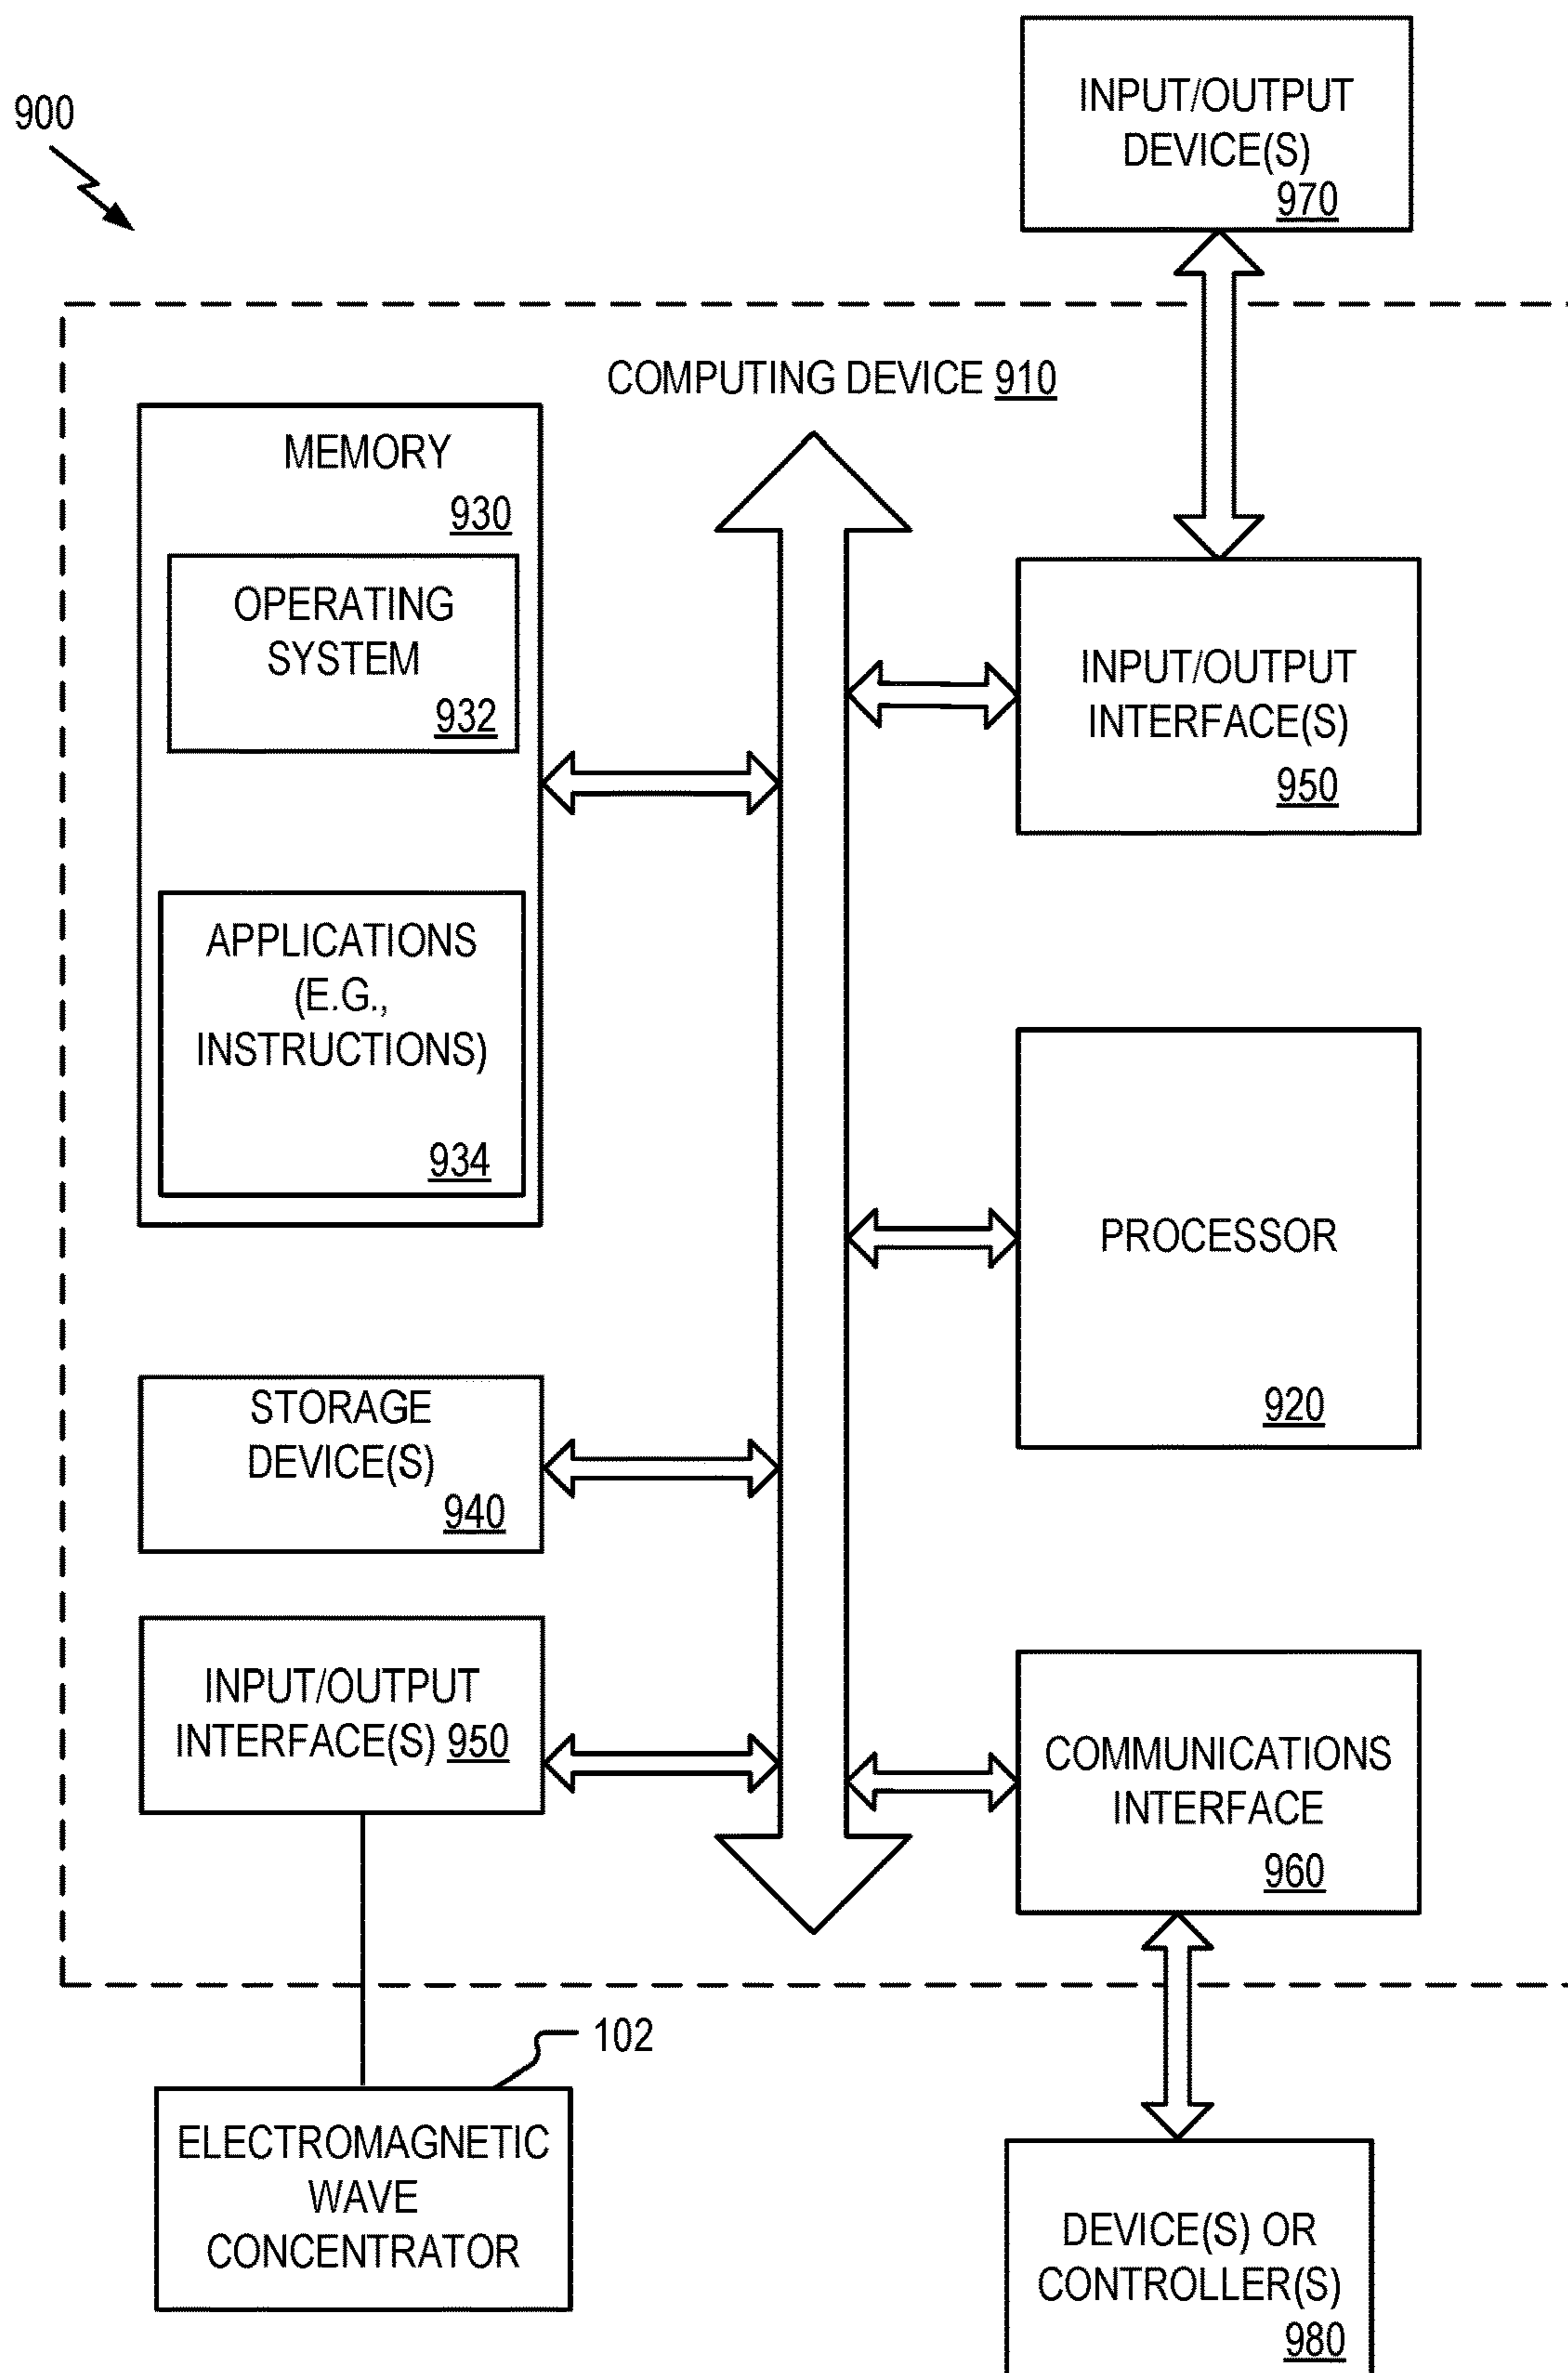 900
INPUT/OUTPUT
DEVICE(S)
970
COMPUTING DEVICE 910
MEMORY
930
OPERATING
SYSTEM
932
APPLICATIONS
(E.G.,
INSTRUCTIONS)
934
STORAGE
DEVICE(S)
940
INPUT/OUTPUT
INTERFACE(S) 950
INPUT/OUTPUT
INTERFACE(S)
950
PROCESSOR
920
COMMUNICATIONS
INTERFACE
960
102
ELECTROMAGNETIC
WAVE
CONCENTRATOR
DEVICE(S) OR
CONTROLLER(S)
980